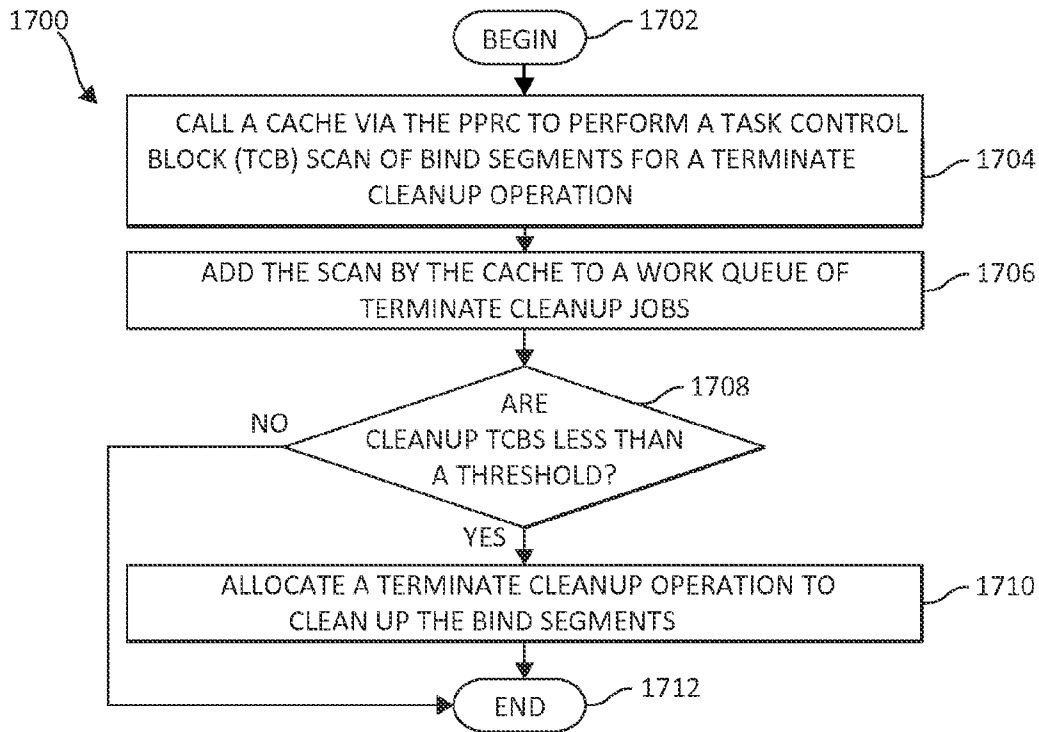 1700
BEGIN
1702
CALL A CACHE VIA THE PPRC TO PERFORM A TASK CONTROL
BLOCK (TCB) SCAN OF BIND SEGMENTS FOR A TERMINATE
CLEANUP OPERATION
1704
ADD THE SCAN BY THE CACHE TO A WORK QUEUE OF
TERMINATE CLEANUP JOBS
1706
1708
ARE
CLEANUP TCBS LESS THAN
A THRESHOLD?
NO
YES
ALLOCATE A TERMINATE CLEANUP OPERATION TO
CLEAN UP THE BIND SEGMENTS
1710
END
1712